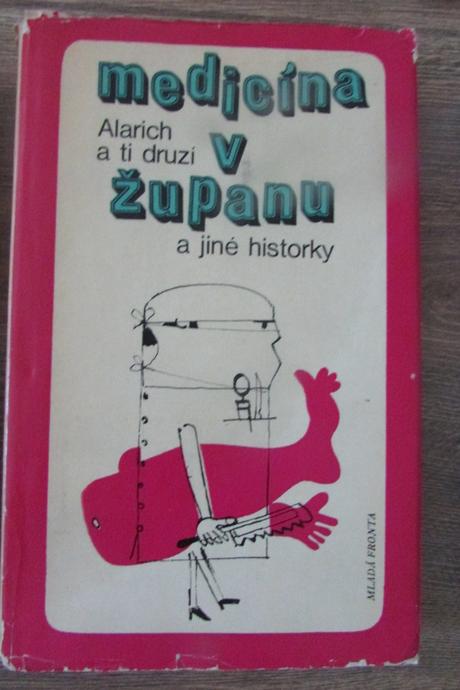 medicína
Alarich
a ti druzí v
županu
a jiné historky
MLADÁ FRONTA